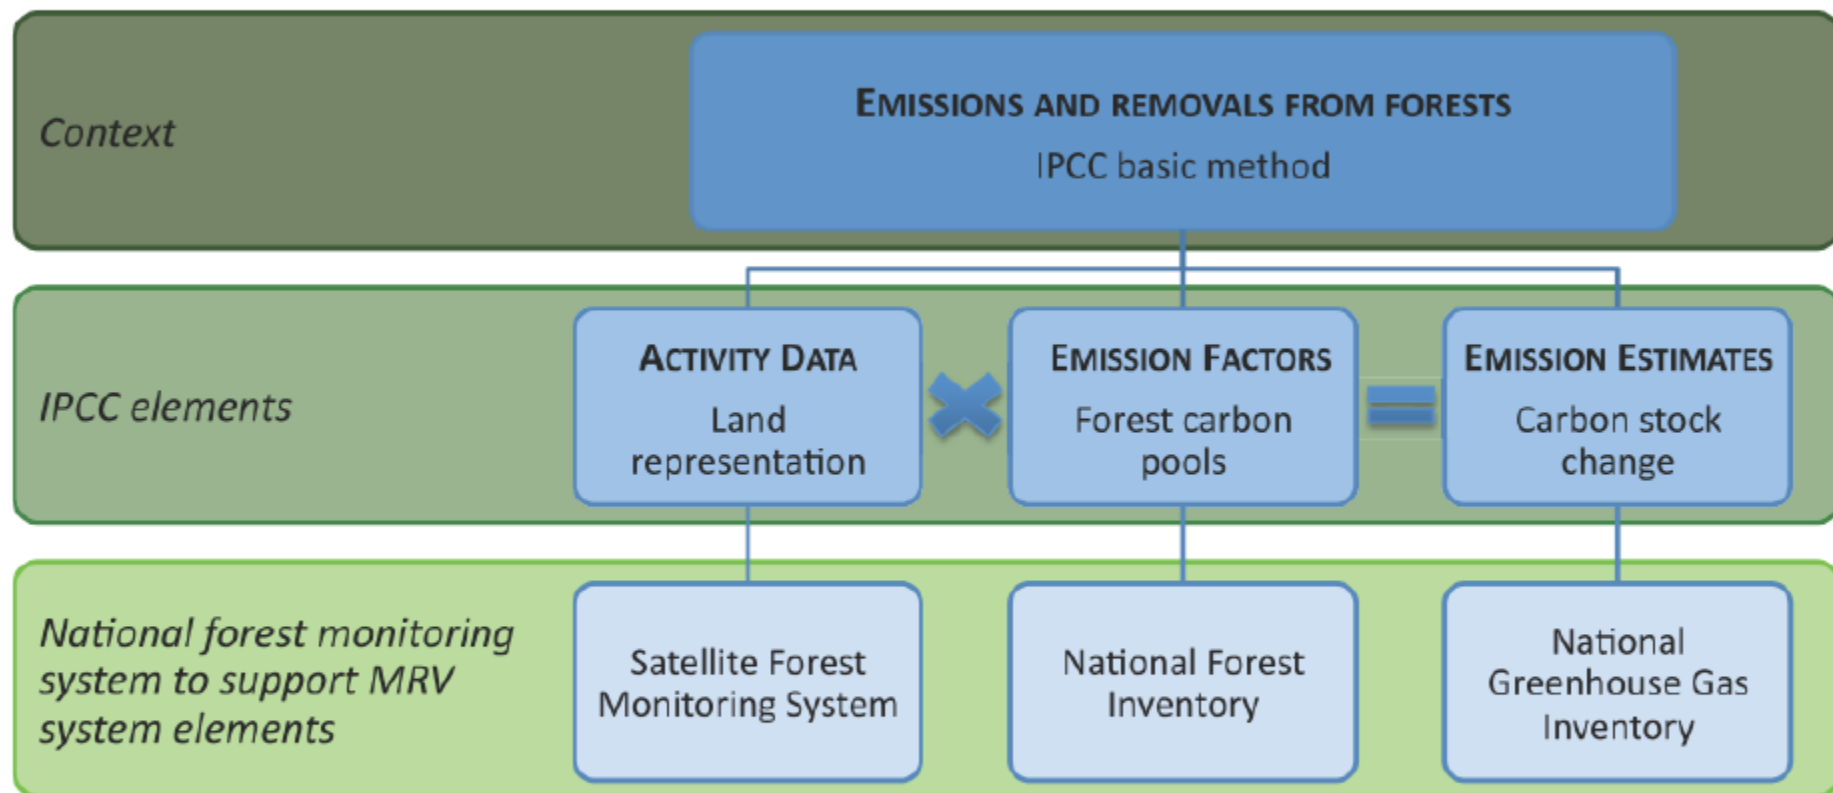 Context
EMISSIONS AND REMOVALS FROM FORESTS
IPCC basic method
IPCC elements
ACTIVITY DATA
Land
representation
EMISSION FACTORS
Forest carbon
pools
EMISSION ESTIMATES
Carbon stock
change
National forest monitoring
system to support MRV
system elements
Satellite Forest
Monitoring System
National Forest
Inventory
National
Greenhouse Gas
Inventory